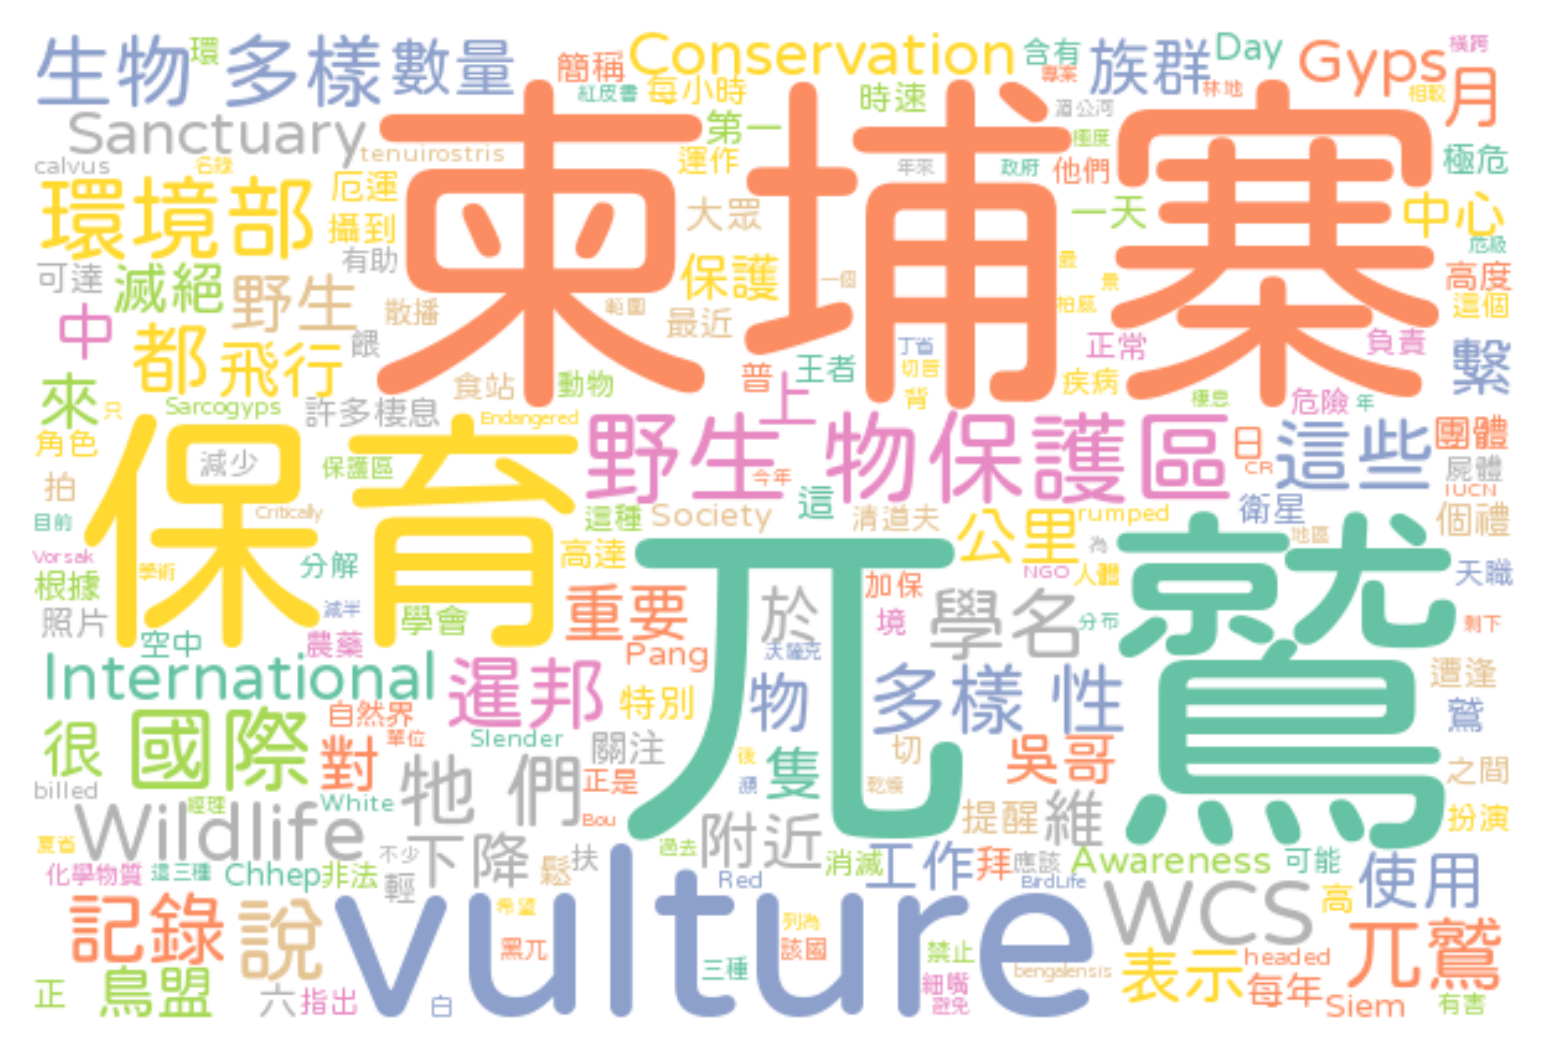 生物
環
多樣
數量
簡稱
Conservation
含有
專案
族群
Day
Gyps
橫跨
月
紅皮書
每小時
時速
湄公河
林地
相較
Sanctuary
第一
極度
極危
calvus
名錄
tenuirostris
運作
年來
政府
他們
柬埔寨
環境部
厄運
攝到
大眾
一天
中心
危級
可達
滅絕
有助
保護
一個
最
景
高度
野生
散播
範圍
最近
柏威
這個
中
都
飛行
餵
丁省
正常
負責
繫
來
只
Sarcogyps
食站
動物
普
王者
切喀
疾病
許多棲息
Endangered
上
背
棲息
危險
年
角色
保育
減少
保護區
野生
物保護區
日
這些
團體
今年
CR
屍體
IUCN
拍
Critically
這種
Society
這
清道夫
公里
rumped
衛星
個禮
目前
Vorsak
學術
分解
高達
兀鷲
為
地區
NGO
人體
天職
根據
減半
照片
學會
重要
於
加保
境
學名
分布
剩下
空中
農藥
Pang
沃薩克
International
暹邦
特別
物
多樣
性
遭逢
鷲
很
國際
自然界
對
單位
Slender
關注
後
隻
切
吳哥
之間
billed
經理
White
牠
們
正是
Bou
瀕
乾燥
Wildlife
附近
提醒
維
扮演
夏省
不少
下降
過去
消滅
工作
拜
應該
Awareness
可能
使用
化學物質
這三種
Chhep
非法
輕
鬆
扶
Red
BirdLife
WCS
高
記錄
說
vulture
希望
列為
黑兀
該國
禁止
表示
headed
兀鷲
正
鳥盟
六
指出
白
三種
細嘴
避免
bengalensis
每年
Siem
有害